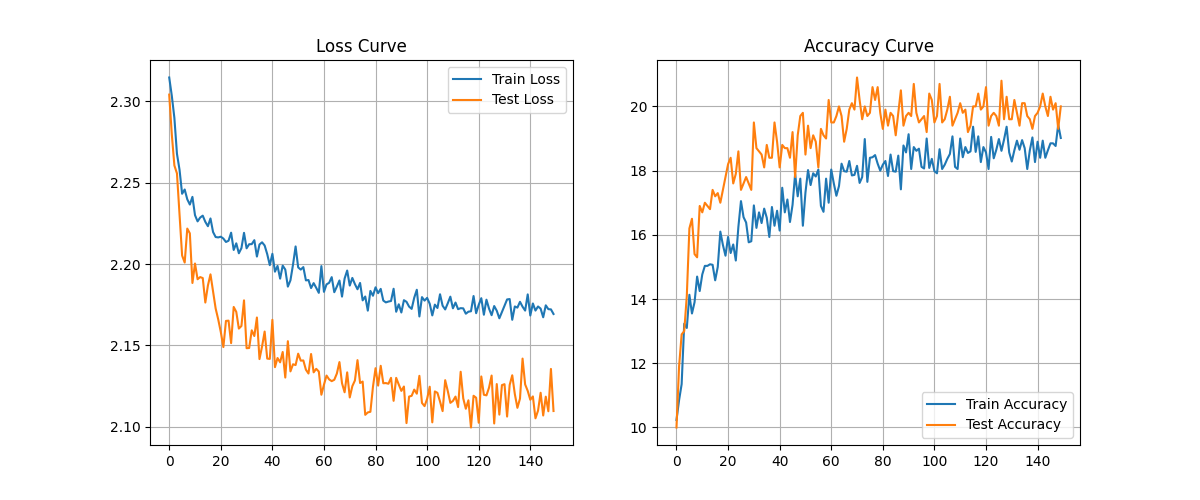 Loss Curve
2.30
2.25
2.20
2.15
2.10
0 20 40 60 80 100 120 140
Train Loss
Test Loss
Accuracy Curve
20
18
16
14
12
10
0 20 40 60 80 100 120 140
Train Accuracy
Test Accuracy